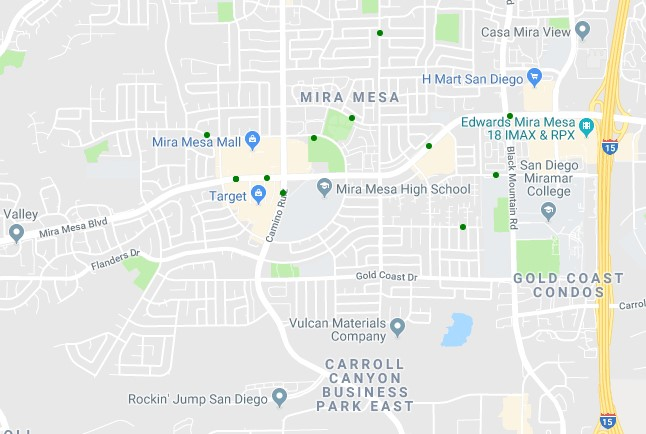 Casa Mira View
H Mart San Diego
MIRA MESA
Edwards Mira Mesa
18 IMAX & RPX
15
Mira Mesa Mall
San Diego
Miramar
College
Black Mountain Rd
Mira Mesa High School
Target
Camino Ruiz
Valley
Mira Mesa Blvd
Flanders Dr
Gold Coast Dr
GOLD COAST
CONDOS
Carrol
Vulcan Materials
Company
CARROLL
CANYON
BUSINESS
PARK EAST
Rockin' Jump San Diego
15
OLL